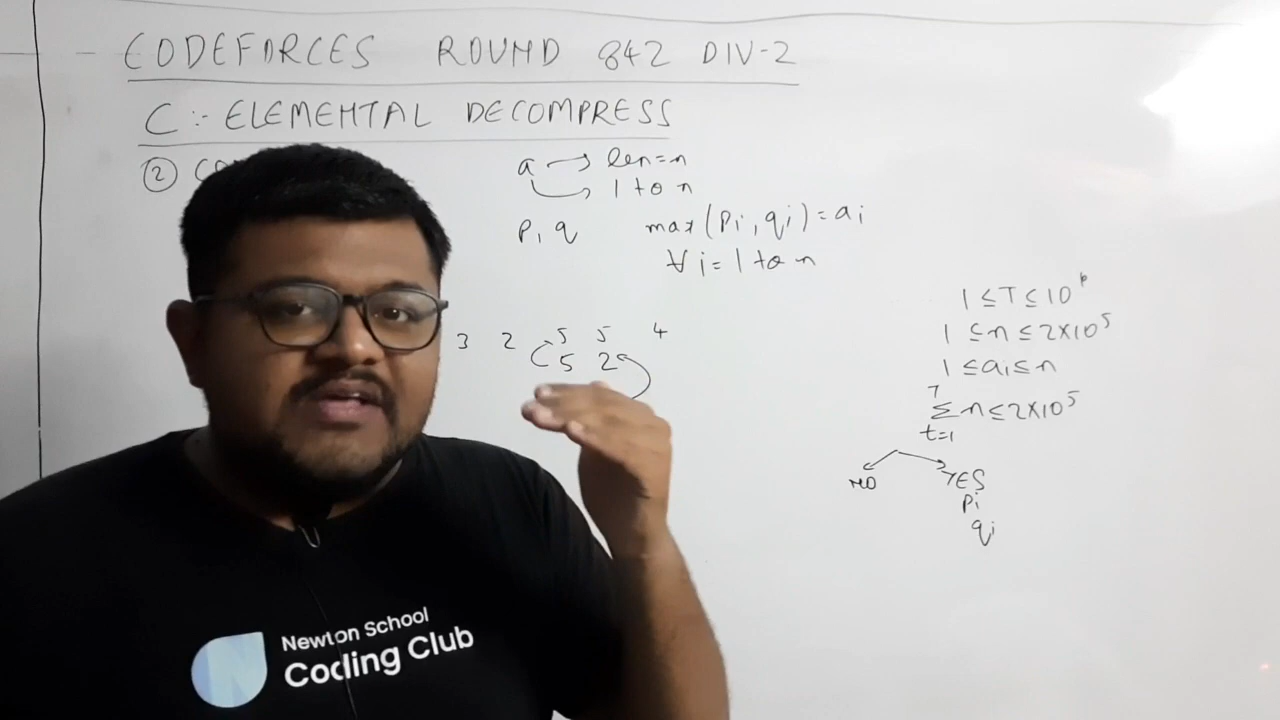 CODEFORCES ROUND 842 DIV-2
C :- ELEMENTAL DECOMPRESS
②
a → len=n
→ 1 to n
p, q max(pi, qi) = ai
∀ i = 1 to n
1 ≤ T ≤ 10
1 ≤ n ≤ 2×10⁵
1 ≤ ai ≤ n
T
∑ n ≤ 2×10⁵
t=1
3 2 5 5 4
5 2
NO YES
pi
qi
Newton School
Coding Club